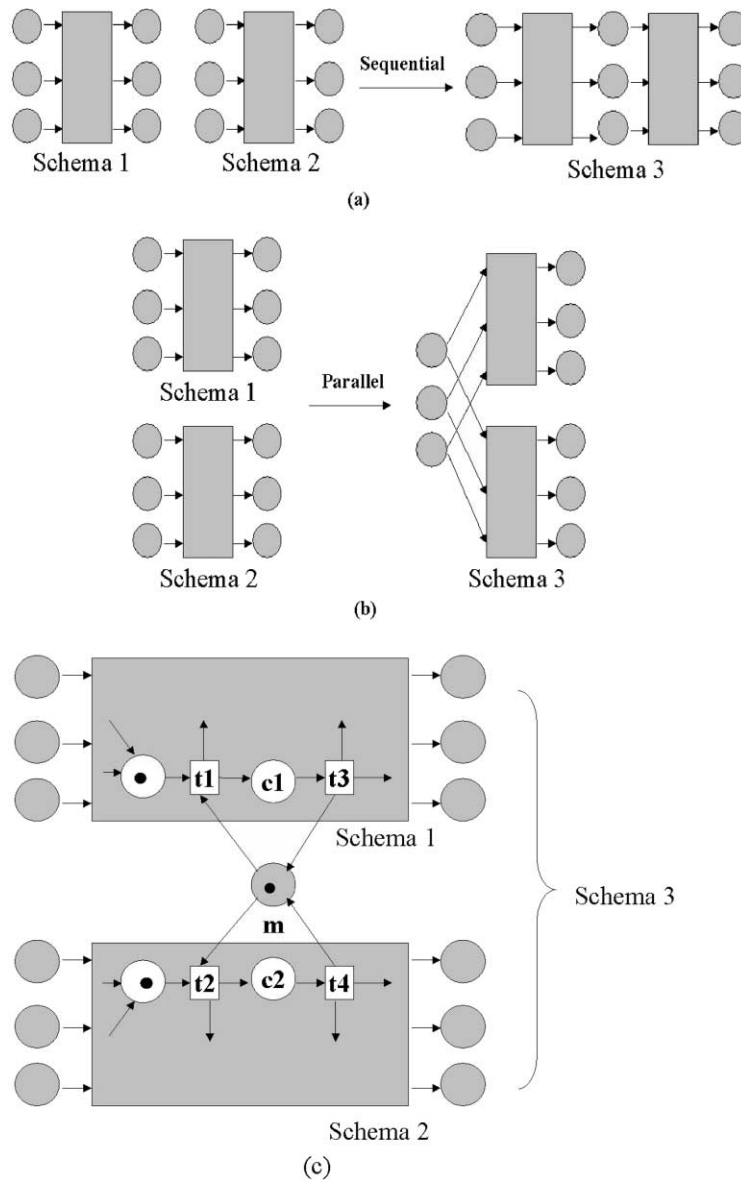 Sequential
Schema 1
Schema 2
Schema 3
(a)
Schema 1
Parallel
Schema 2
Schema 3
(b)
t1
c1
t3
Schema 1
m
Schema 3
t2
c2
t4
Schema 2
(c)